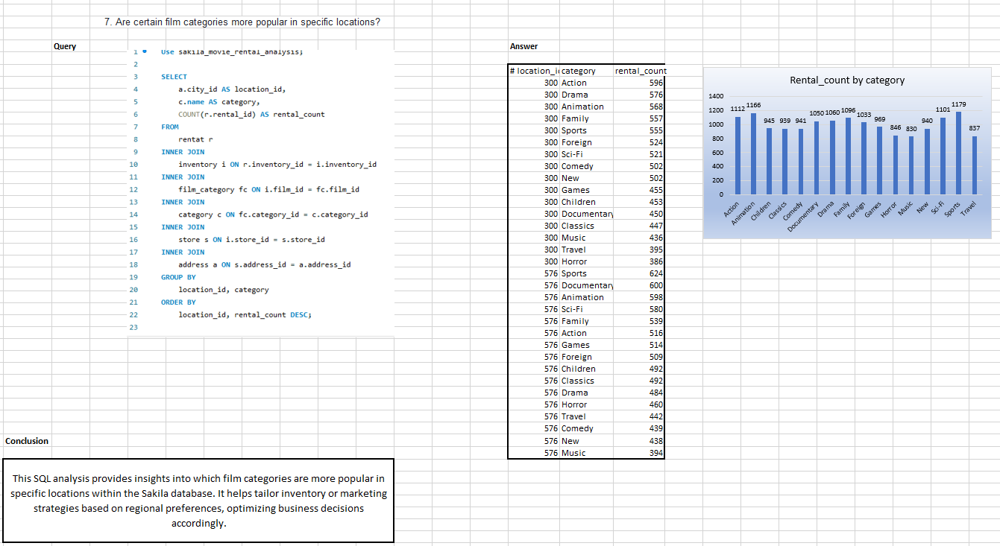 7. Are certain film categories more popular in specific locations?
Query
1 Use sakila_movie_rental_analysis;
2
3 SELECT
4 a.city_id AS location_id,
5 c.name AS category,
6 COUNT(r.rental_id) AS rental_count
7 FROM
8 rentat r
9 INNER JOIN
10 inventory i ON r.inventory_id = i.inventory_id
11 INNER JOIN
12 film_category fc ON i.film_id = fc.film_id
13 INNER JOIN
14 category c ON fc.category_id = c.category_id
15 INNER JOIN
16 store s ON i.store_id = s.store_id
17 INNER JOIN
18 address a ON s.address_id = a.address_id
19 GROUP BY
20 location_id, category
21 ORDER BY
22 location_id, rental_count DESC;
23
Conclusion
This SQL analysis provides insights into which film categories are more popular in
specific locations within the Sakila database. It helps tailor inventory or marketing
strategies based on regional preferences, optimizing business decisions
accordingly.
Answer
# location_i category rental_count
300 Action 596
300 Drama 576
300 Animation 568
300 Family 557
300 Sports 555
300 Foreign 524
300 Sci-Fi 521
300 Comedy 502
300 New 502
300 Games 455
300 Children 453
300 Documentary 450
300 Classics 447
300 Music 436
300 Travel 395
300 Horror 386
576 Sports 624
576 Documentary 600
576 Animation 598
576 Sci-Fi 580
576 Family 539
576 Action 516
576 Games 514
576 Foreign 509
576 Children 492
576 Classics 492
576 Drama 484
576 Horror 460
576 Travel 442
576 Comedy 439
576 New 438
576 Music 394
Rental_count by category
1400
1200
1000
800
600
400
200
0
1112 1166 945 939 941 1050 1060 1096 1033 969 846 830 940 1101 1179 837
Action Animation Children Classics Comedy Documentary Drama Family Foreign Games Horror Music New Sci-Fi Sports Travel